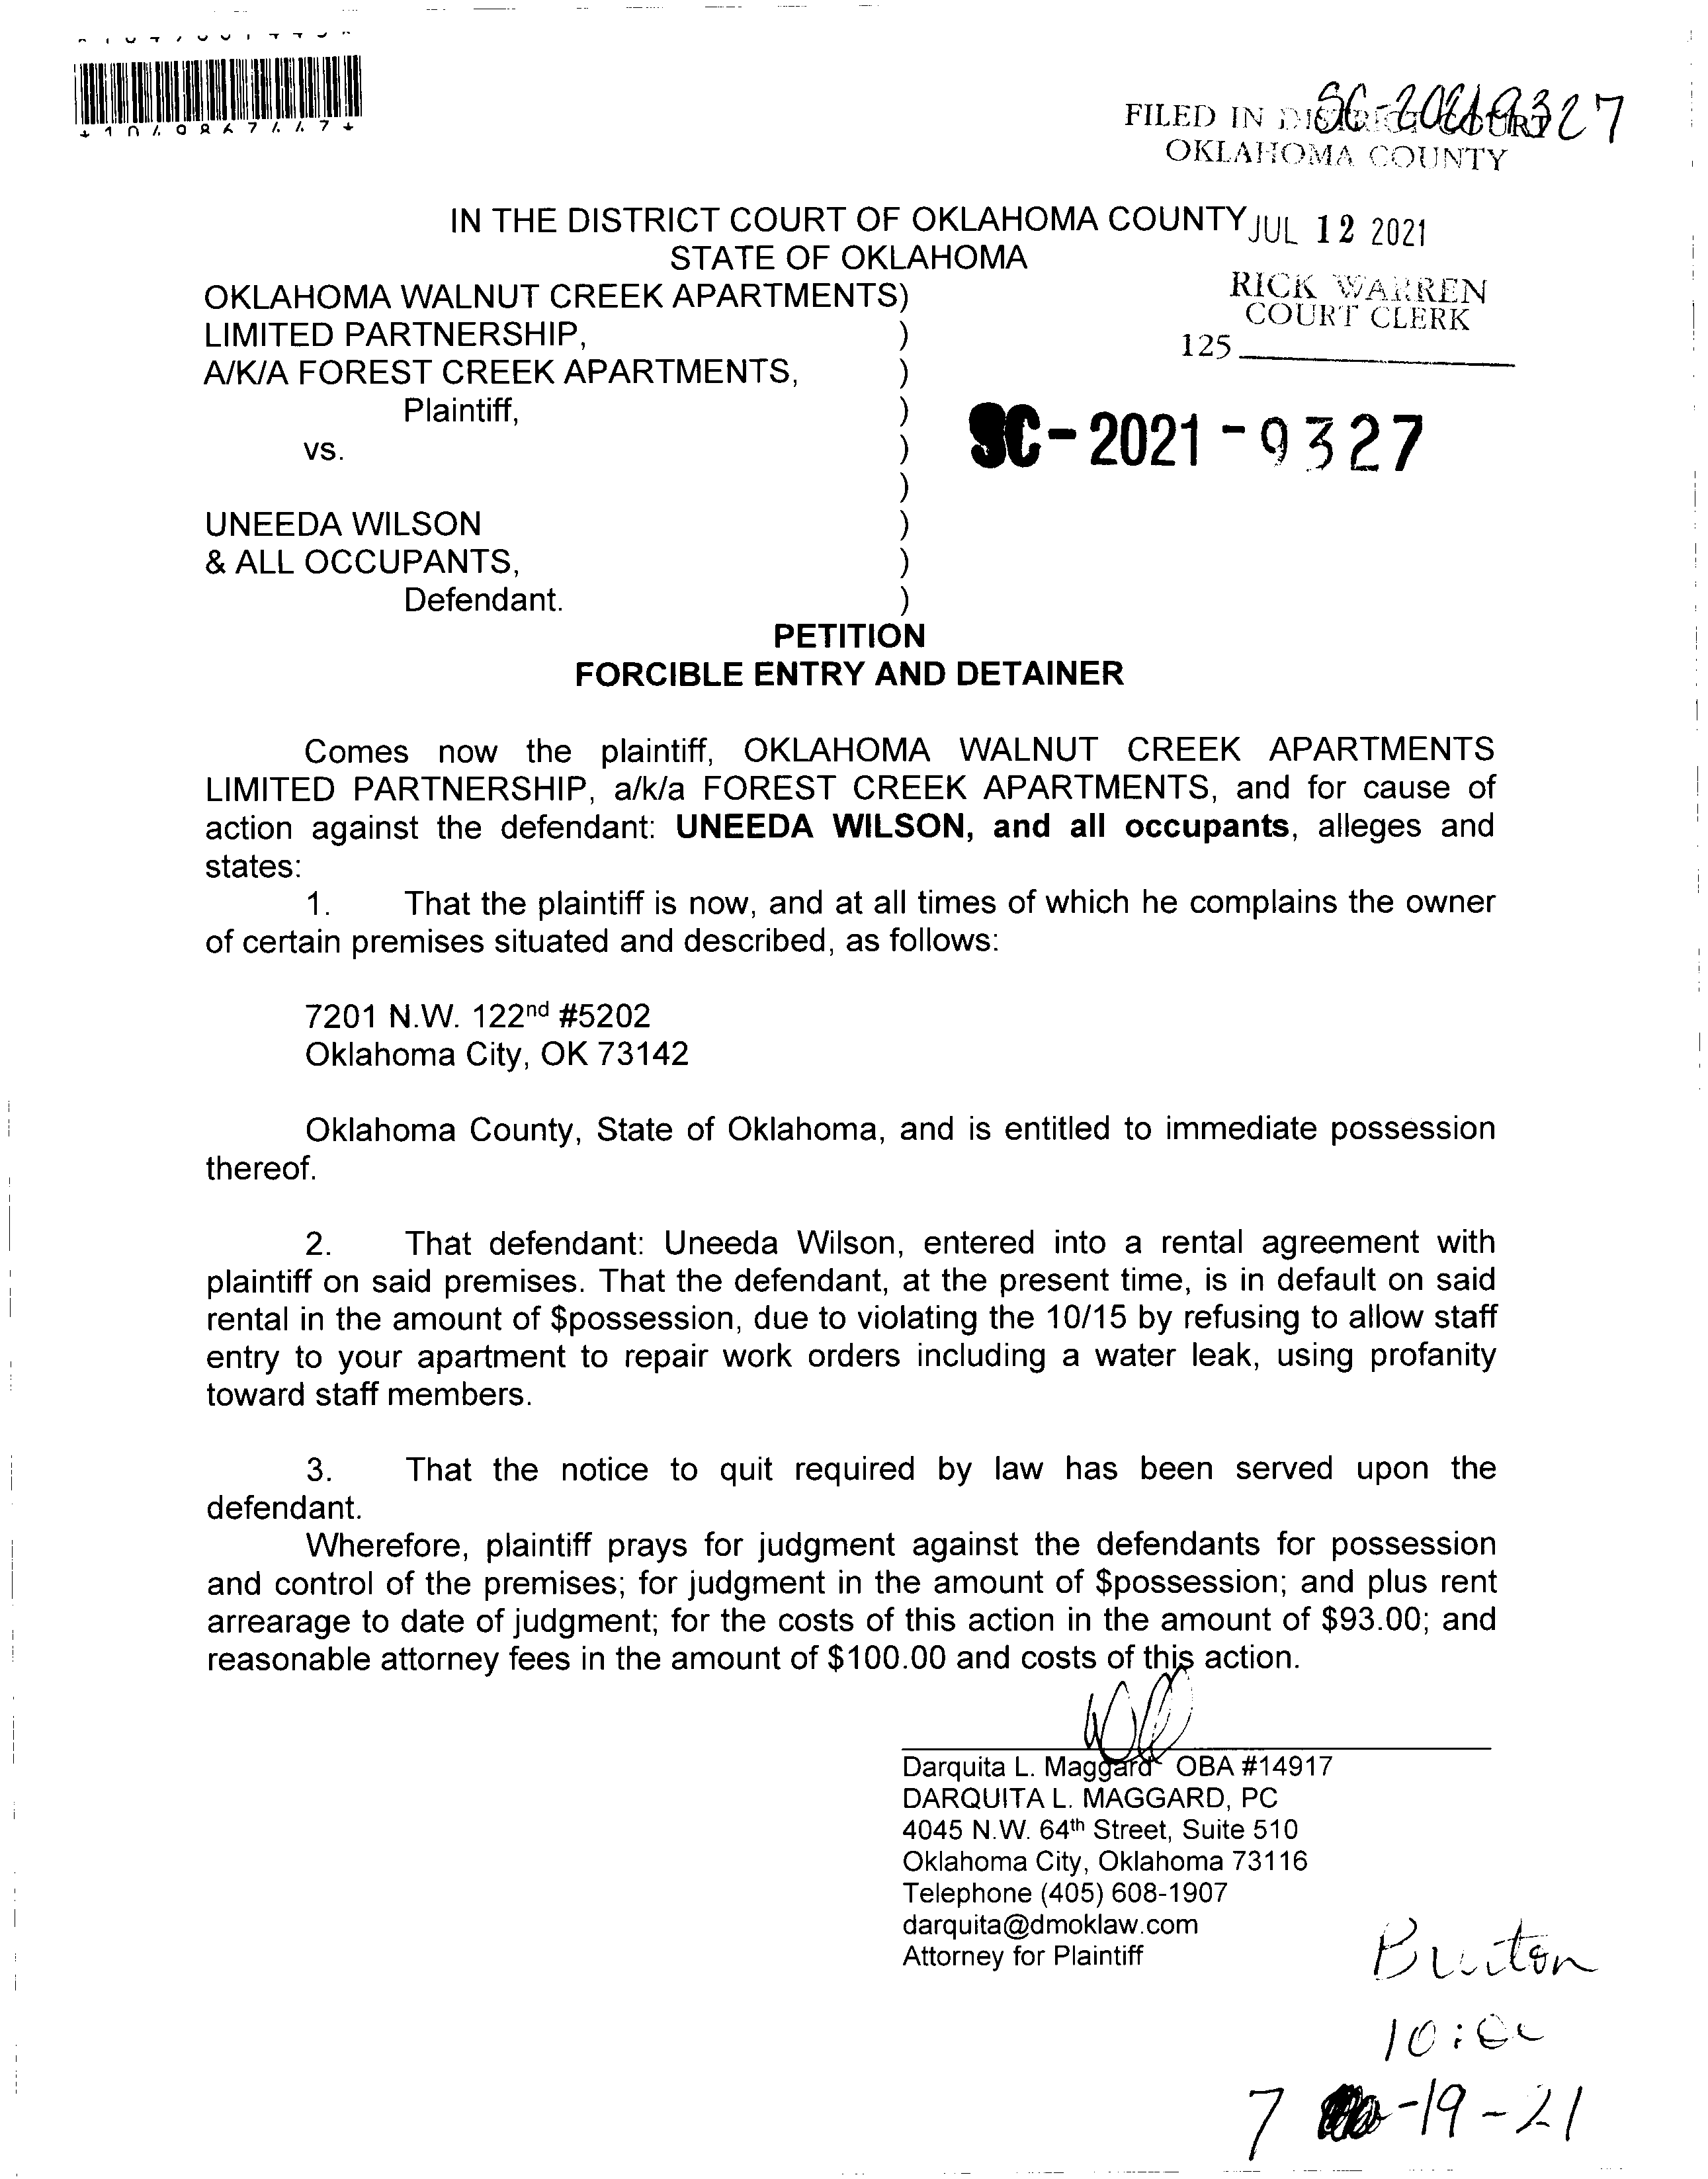 SC-20219327
FILED IN DISTRICT COURT
OKLAHOMA COUNTY
IN THE DISTRICT COURT OF OKLAHOMA COUNTY JUL 12 2021
STATE OF OKLAHOMA
RICK WARREN
COURT CLERK
125
OKLAHOMA WALNUT CREEK APARTMENTS)
LIMITED PARTNERSHIP, )
A/K/A FOREST CREEK APARTMENTS, )
Plaintiff, )
SC-2021-9327
vs. )
)
UNEEDA WILSON )
& ALL OCCUPANTS, )
Defendant. )
PETITION
FORCIBLE ENTRY AND DETAINER
Comes now the plaintiff, OKLAHOMA WALNUT CREEK APARTMENTS
LIMITED PARTNERSHIP, a/k/a FOREST CREEK APARTMENTS, and for cause of
action against the defendant: UNEEDA WILSON, and all occupants, alleges and
states:
1. That the plaintiff is now, and at all times of which he complains the owner
of certain premises situated and described, as follows:
7201 N.W. 122nd #5202
Oklahoma City, OK 73142
Oklahoma County, State of Oklahoma, and is entitled to immediate possession
thereof.
2. That defendant: Uneeda Wilson, entered into a rental agreement with
plaintiff on said premises. That the defendant, at the present time, is in default on said
rental in the amount of $possession, due to violating the 10/15 by refusing to allow staff
entry to your apartment to repair work orders including a water leak, using profanity
toward staff members.
3. That the notice to quit required by law has been served upon the
defendant.
Wherefore, plaintiff prays for judgment against the defendants for possession
and control of the premises; for judgment in the amount of $possession; and plus rent
arrearage to date of judgment; for the costs of this action in the amount of $93.00; and
reasonable attorney fees in the amount of $100.00 and costs of this action.
Darquita L. Maggard OBA #14917
DARQUITA L. MAGGARD, PC
4045 N.W. 64th Street, Suite 510
Oklahoma City, Oklahoma 73116
Telephone (405) 608-1907
darquita@dmoklaw.com
Attorney for Plaintiff
10:00
7 -19-21